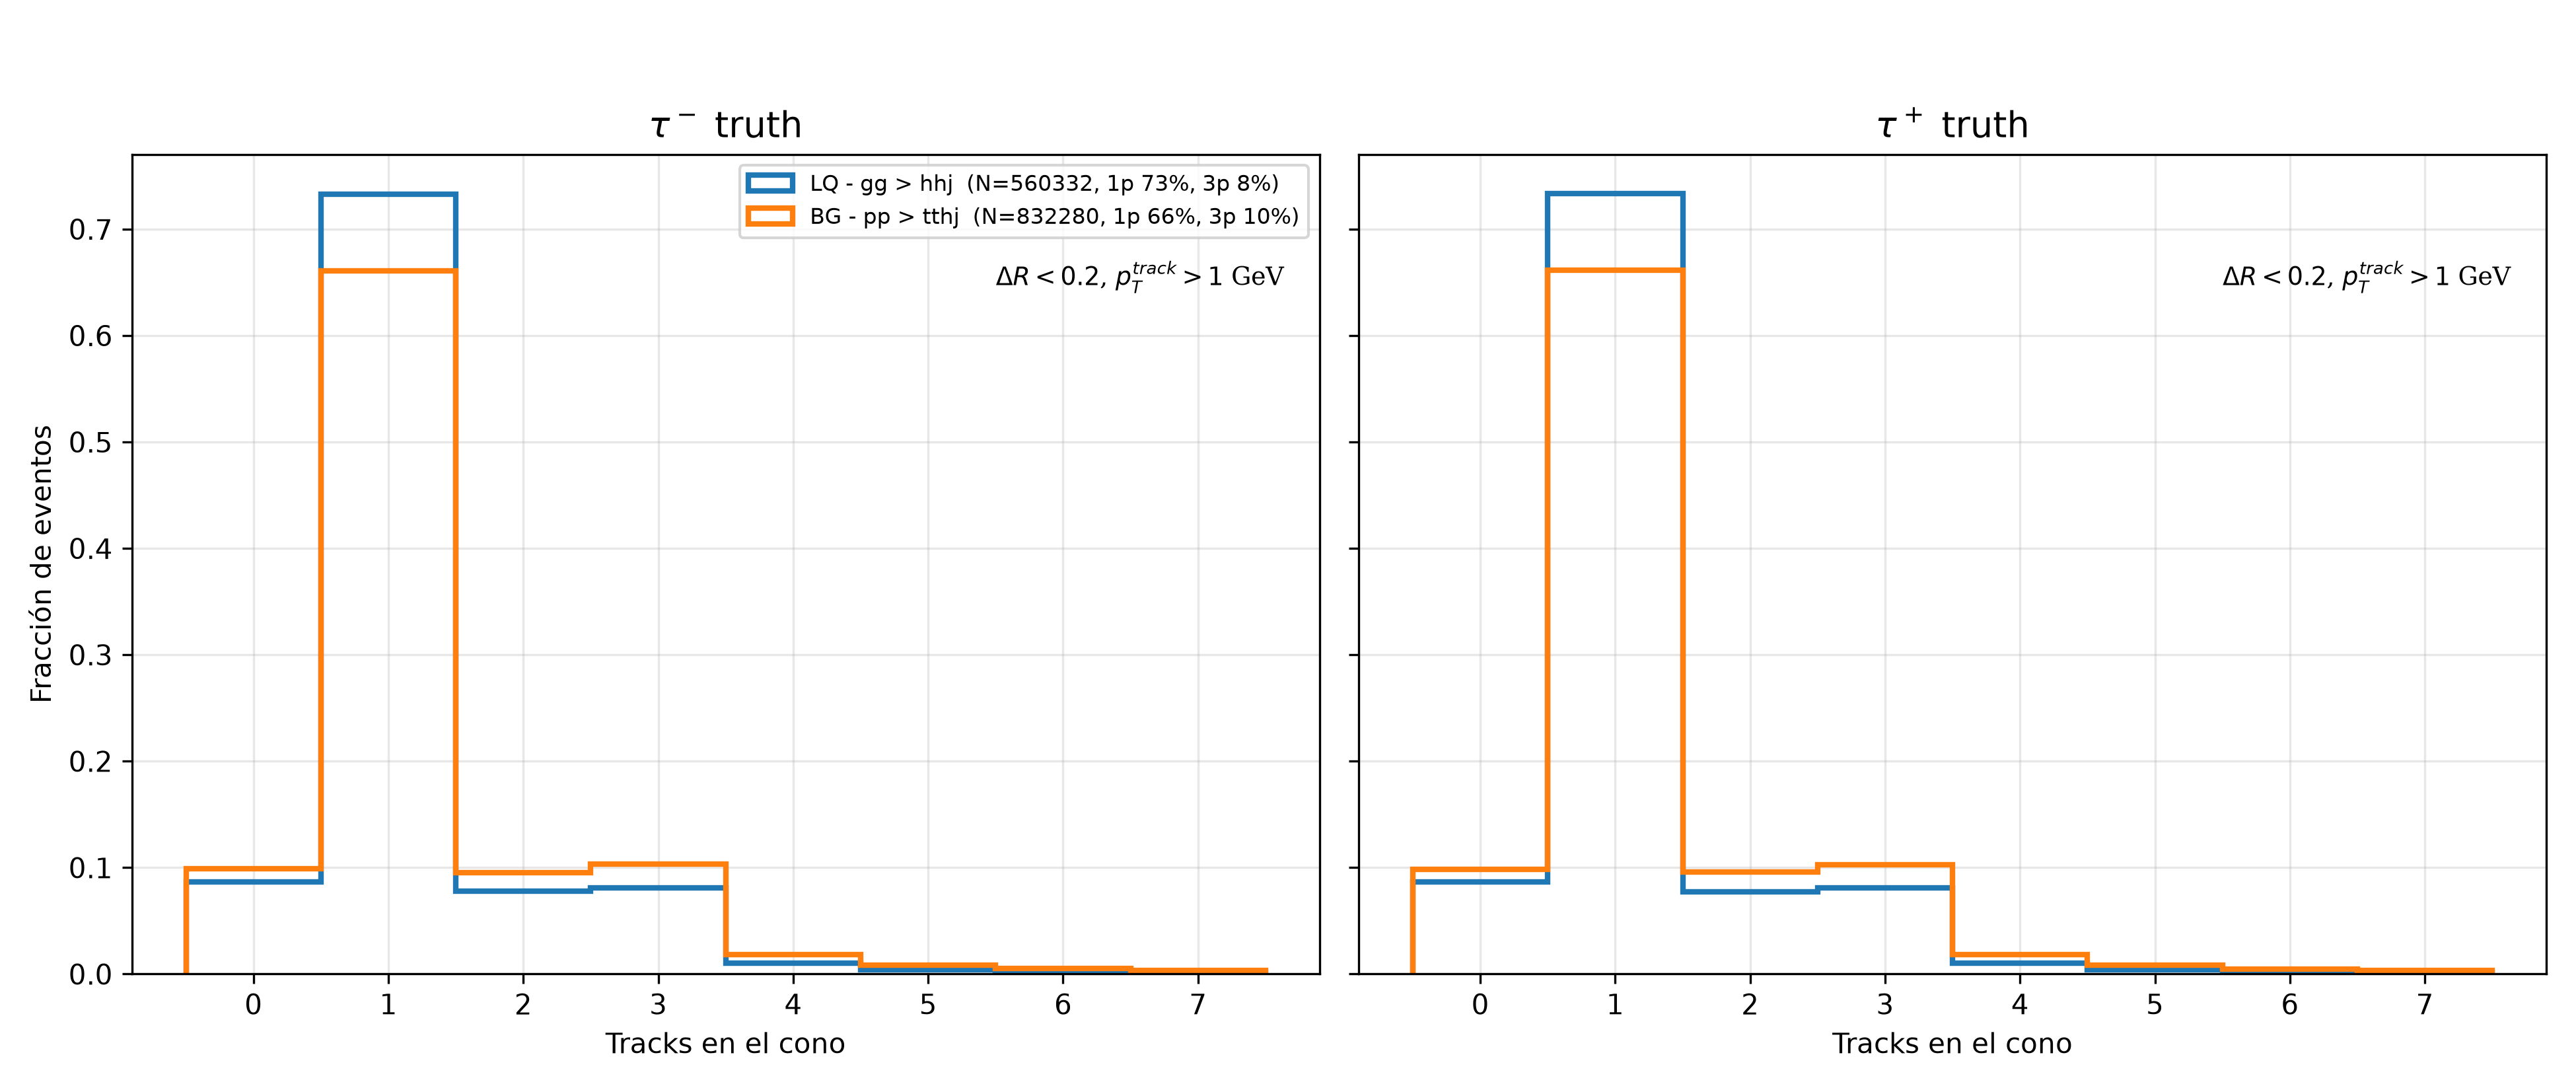 τ⁻ truth
LQ - gg > hhj (N=560332, 1p 73%, 3p 8%)
BG - pp > tthj (N=832280, 1p 66%, 3p 10%)
ΔR < 0.2, p_T^{track} > 1 GeV
Fracción de eventos
0.7
0.6
0.5
0.4
0.3
0.2
0.1
0.0
0 1 2 3 4 5 6 7
Tracks en el cono
τ⁺ truth
ΔR < 0.2, p_T^{track} > 1 GeV
0 1 2 3 4 5 6 7
Tracks en el cono